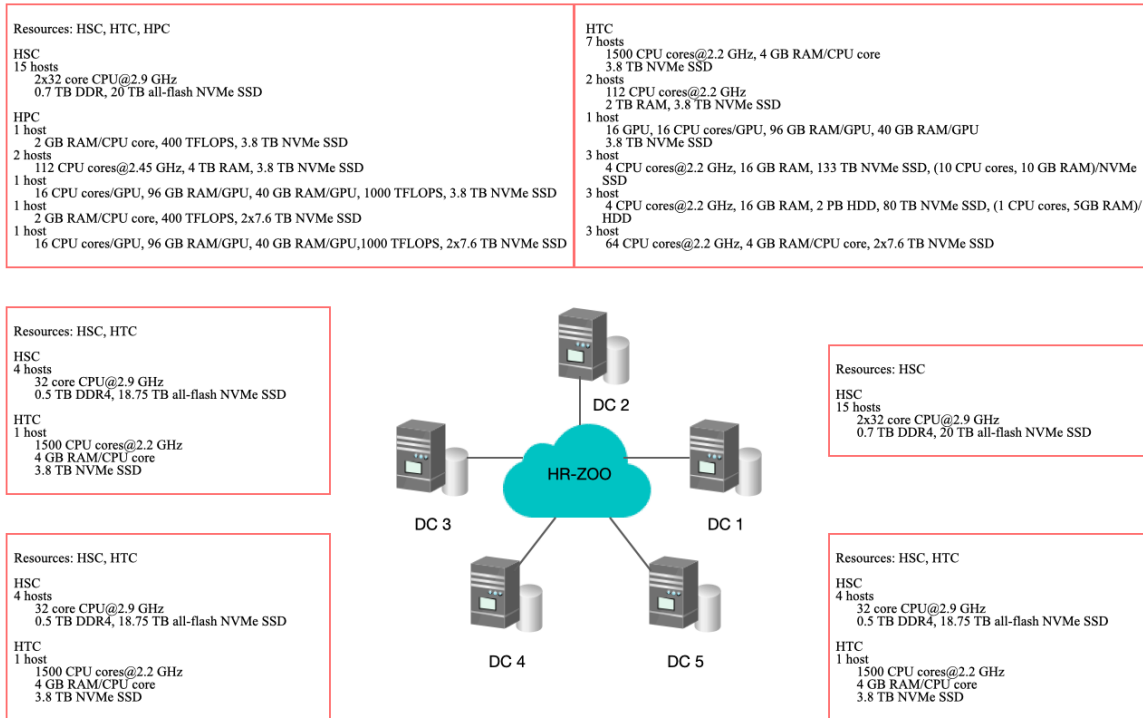 Resources: HSC, HTC, HPC
HSC
15 hosts
2x32 core CPU@2.9 GHz
0.7 TB DDR, 20 TB all-flash NVMe SSD
HPC
1 host
2 GB RAM/CPU core, 400 TFLOPS, 3.8 TB NVMe SSD
2 hosts
112 CPU cores@2.45 GHz, 4 TB RAM, 3.8 TB NVMe SSD
1 host
16 CPU cores/GPU, 96 GB RAM/GPU, 40 GB RAM/GPU, 1000 TFLOPS, 3.8 TB NVMe SSD
1 host
2 GB RAM/CPU core, 400 TFLOPS, 2x7.6 TB NVMe SSD
1 host
16 CPU cores/GPU, 96 GB RAM/GPU, 40 GB RAM/GPU,1000 TFLOPS, 2x7.6 TB NVMe SSD
HTC
7 hosts
1500 CPU cores@2.2 GHz, 4 GB RAM/CPU core
3.8 TB NVMe SSD
2 hosts
112 CPU cores@2.2 GHz
2 TB RAM, 3.8 TB NVMe SSD
1 host
16 GPU, 16 CPU cores/GPU, 96 GB RAM/GPU, 40 GB RAM/GPU
3.8 TB NVMe SSD
3 host
4 CPU cores@2.2 GHz, 16 GB RAM, 133 TB NVMe SSD, (10 CPU cores, 10 GB RAM)/NVMe
SSD
3 host
4 CPU cores@2.2 GHz, 16 GB RAM, 2 PB HDD, 80 TB NVMe SSD, (1 CPU cores, 5GB RAM)/
HDD
3 host
64 CPU cores@2.2 GHz, 4 GB RAM/CPU core, 2x7.6 TB NVMe SSD
Resources: HSC, HTC
HSC
4 hosts
32 core CPU@2.9 GHz
0.5 TB DDR4, 18.75 TB all-flash NVMe SSD
HTC
1 host
1500 CPU cores@2.2 GHz
4 GB RAM/CPU core
3.8 TB NVMe SSD
DC 2
HR-ZOO
DC 3
DC 1
DC 4
DC 5
Resources: HSC
HSC
15 hosts
2x32 core CPU@2.9 GHz
0.7 TB DDR4, 20 TB all-flash NVMe SSD
Resources: HSC, HTC
HSC
4 hosts
32 core CPU@2.9 GHz
0.5 TB DDR4, 18.75 TB all-flash NVMe SSD
HTC
1 host
1500 CPU cores@2.2 GHz
4 GB RAM/CPU core
3.8 TB NVMe SSD
Resources: HSC, HTC
HSC
4 hosts
32 core CPU@2.9 GHz
0.5 TB DDR4, 18.75 TB all-flash NVMe SSD
HTC
1 host
1500 CPU cores@2.2 GHz
4 GB RAM/CPU core
3.8 TB NVMe SSD